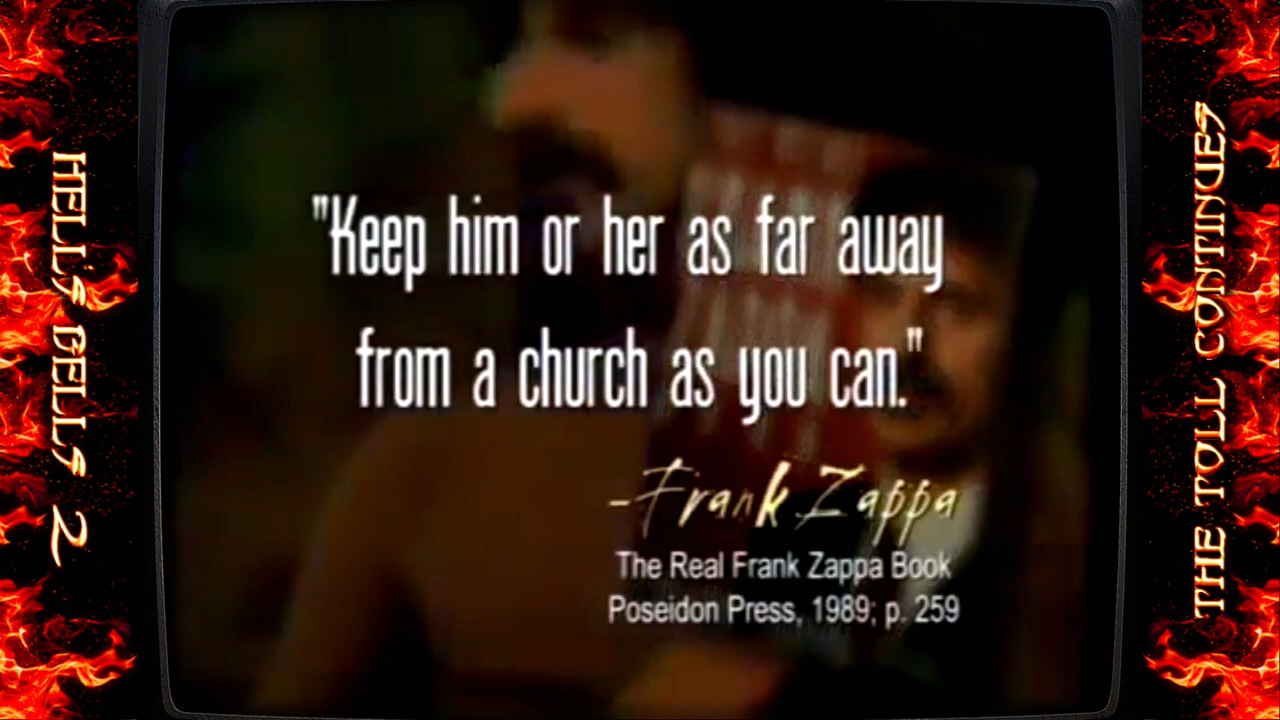 HELL'S BELLS 2
"Keep him or her as far away
from a church as you can."
-Frank Zappa
The Real Frank Zappa Book
Poseidon Press, 1989; p. 259
THE TOLL CONTINUES